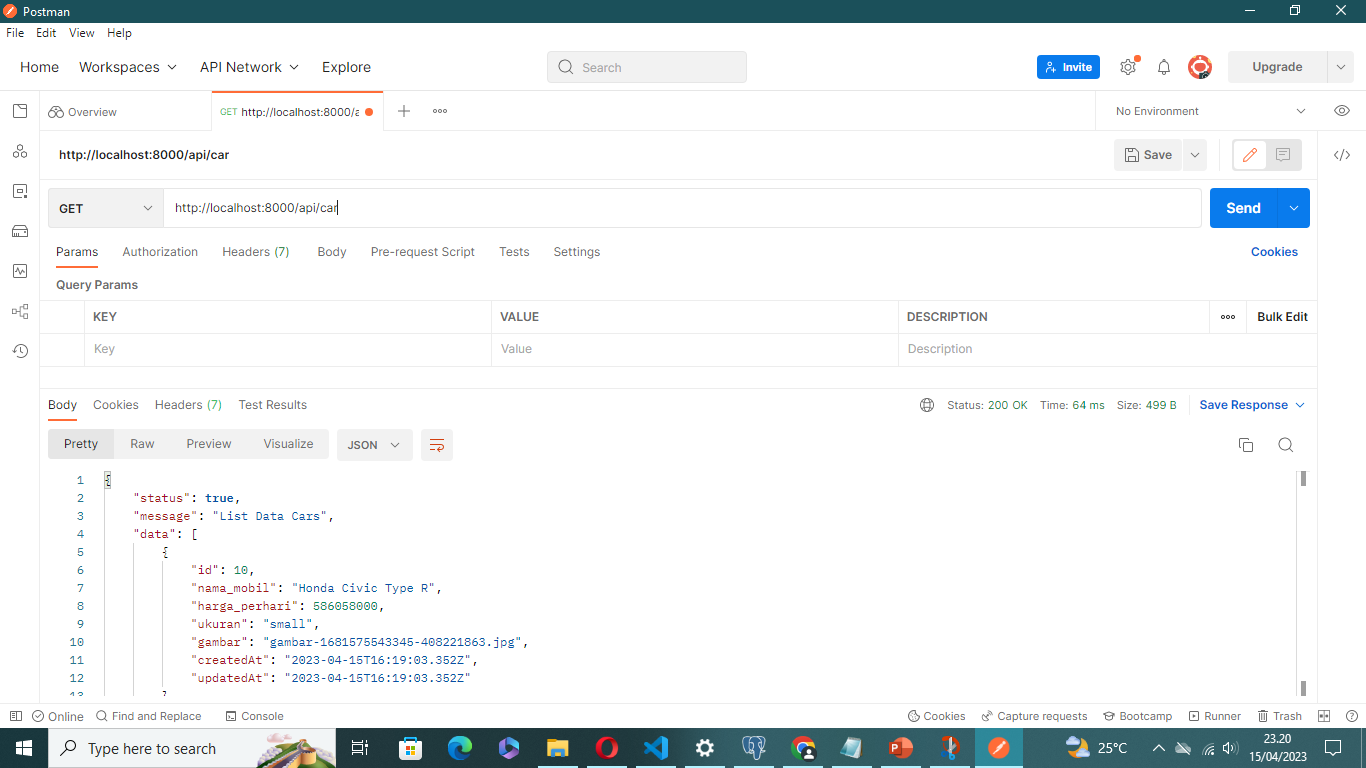 Postman
File Edit View Help
Home Workspaces API Network Explore Search Invite Upgrade
Overview GET http://localhost:8000/a No Environment
http://localhost:8000/api/car Save
GET http://localhost:8000/api/car Send
Params Authorization Headers (7) Body Pre-request Script Tests Settings Cookies
Query Params
KEY VALUE DESCRIPTION Bulk Edit
Key Value Description
Body Cookies Headers (7) Test Results Status: 200 OK Time: 64 ms Size: 499 B Save Response
Pretty Raw Preview Visualize JSON
1 {
2 "status": true,
3 "message": "List Data Cars",
4 "data": [
5 {
6 "id": 10,
7 "nama_mobil": "Honda Civic Type R",
8 "harga_perhari": 586058000,
9 "ukuran": "small",
10 "gambar": "gambar-1681575543345-408221863.jpg",
11 "createdAt": "2023-04-15T16:19:03.352Z",
12 "updatedAt": "2023-04-15T16:19:03.352Z"
13 }
Online Find and Replace Console Cookies Capture requests Bootcamp Runner Trash
Type here to search 25°C 23.20
15/04/2023